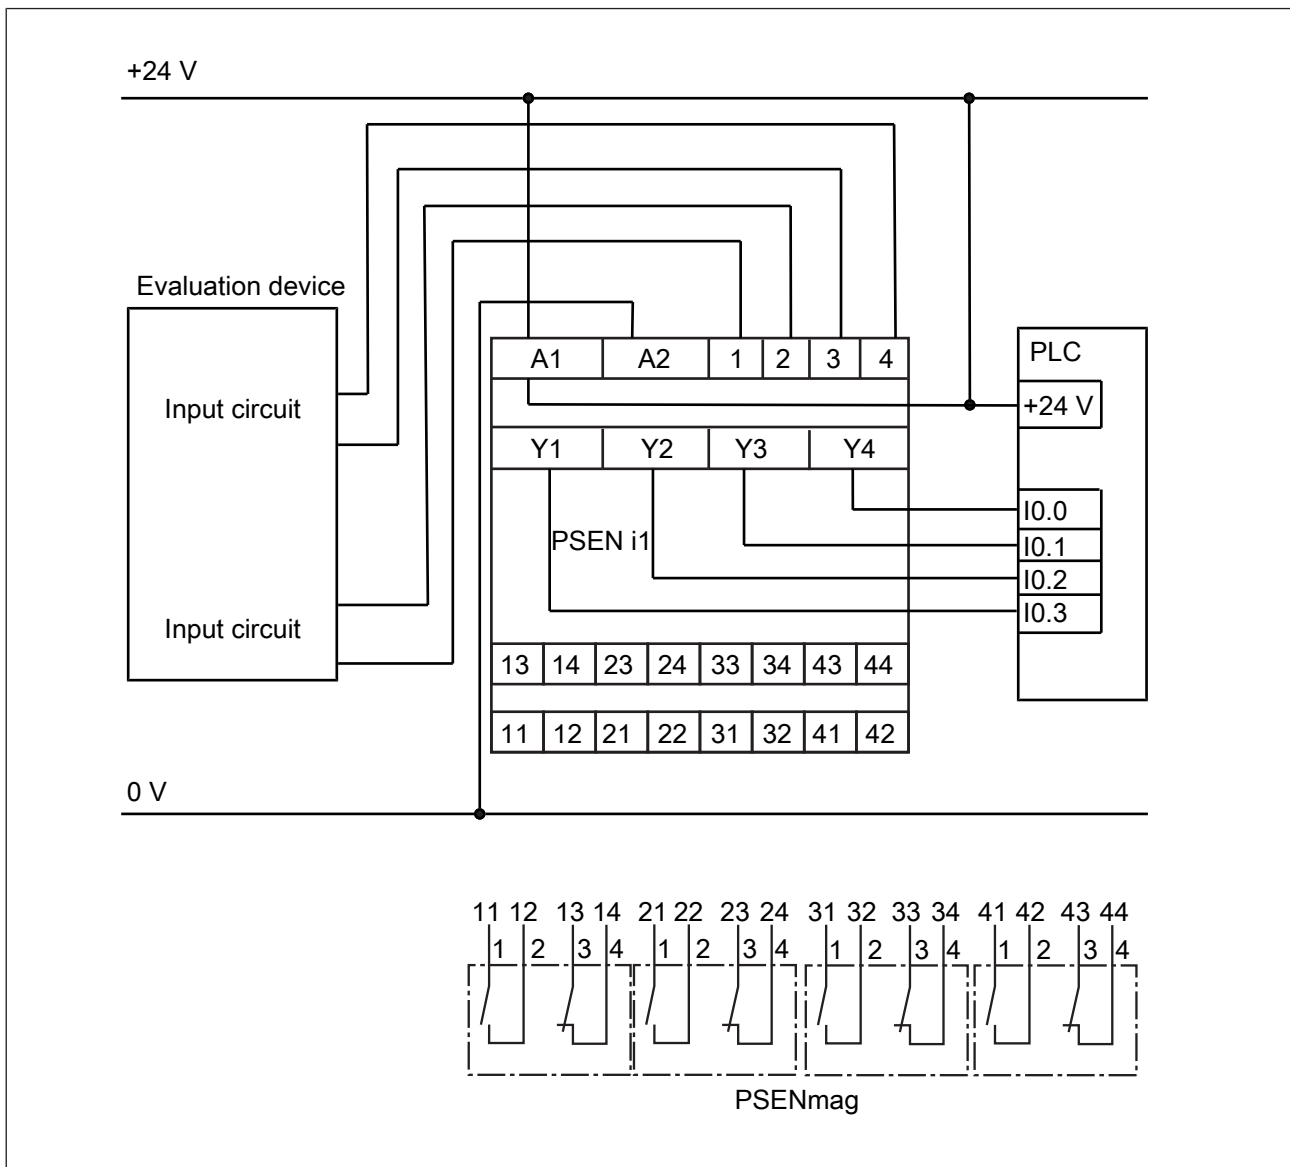 +24 V
Evaluation device
Input circuit
Input circuit
A1 A2 1 2 3 4
Y1 Y2 Y3 Y4
PSEN i1
13 14 23 24 33 34 43 44
11 12 21 22 31 32 41 42
PLC
+24 V
I0.0
I0.1
I0.2
I0.3
0 V
11 12 13 14 21 22 23 24 31 32 33 34 41 42 43 44
1 2 3 4 1 2 3 4 1 2 3 4 1 2 3 4
PSENmag